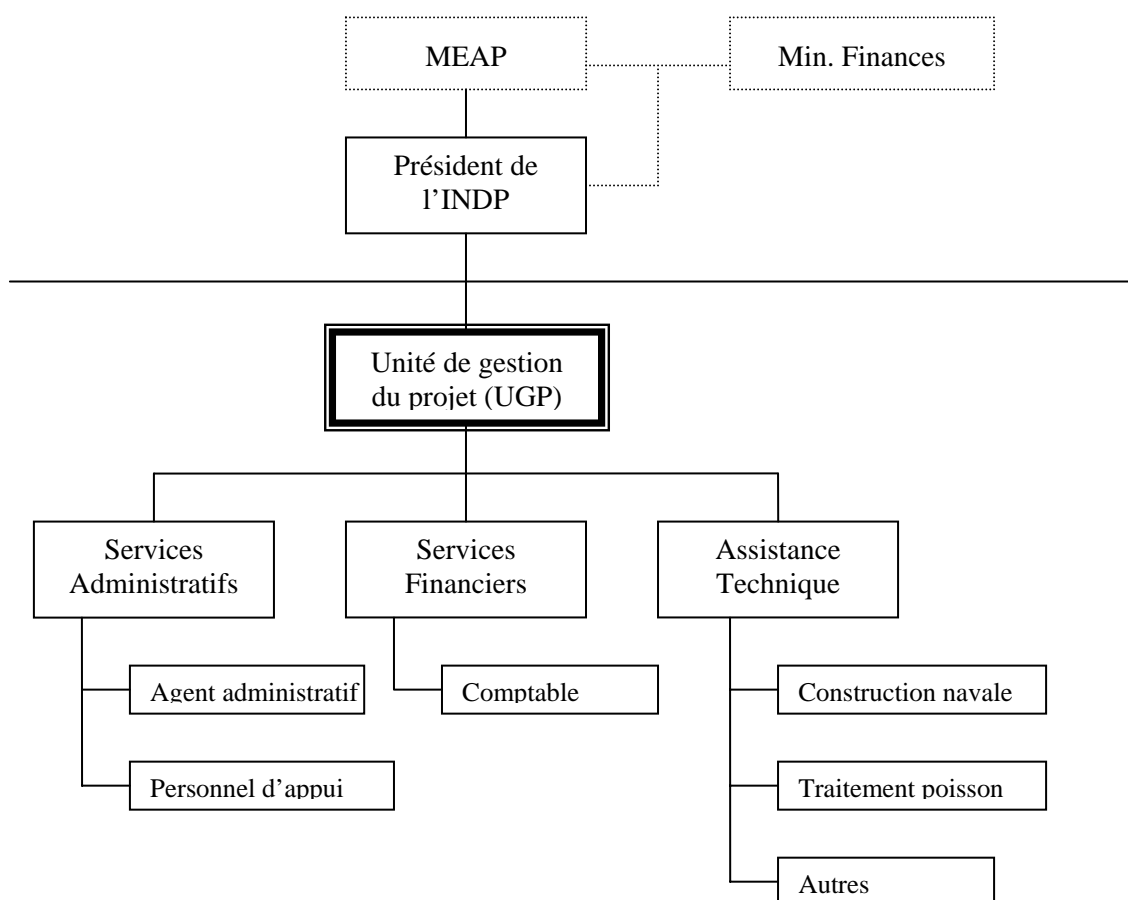 MEAP
Min. Finances
Président de
l’INDP
Unité de gestion
du projet (UGP)
Services
Administratifs
Services
Financiers
Assistance
Technique
Agent administratif
Comptable
Construction navale
Personnel d’appui
Traitement poisson
Autres